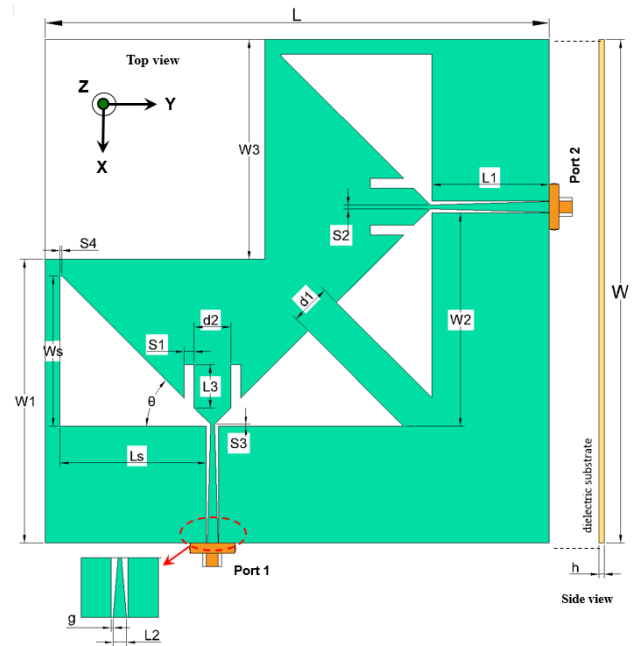 L
Top view
Z
Y
X
W3
L1
Port 2
S2
S4
W
d1
d2
S1
W2
Ws
L3
W1
θ
S3
Ls
dielectric substrate
Port 1
h
Side view
g
L2